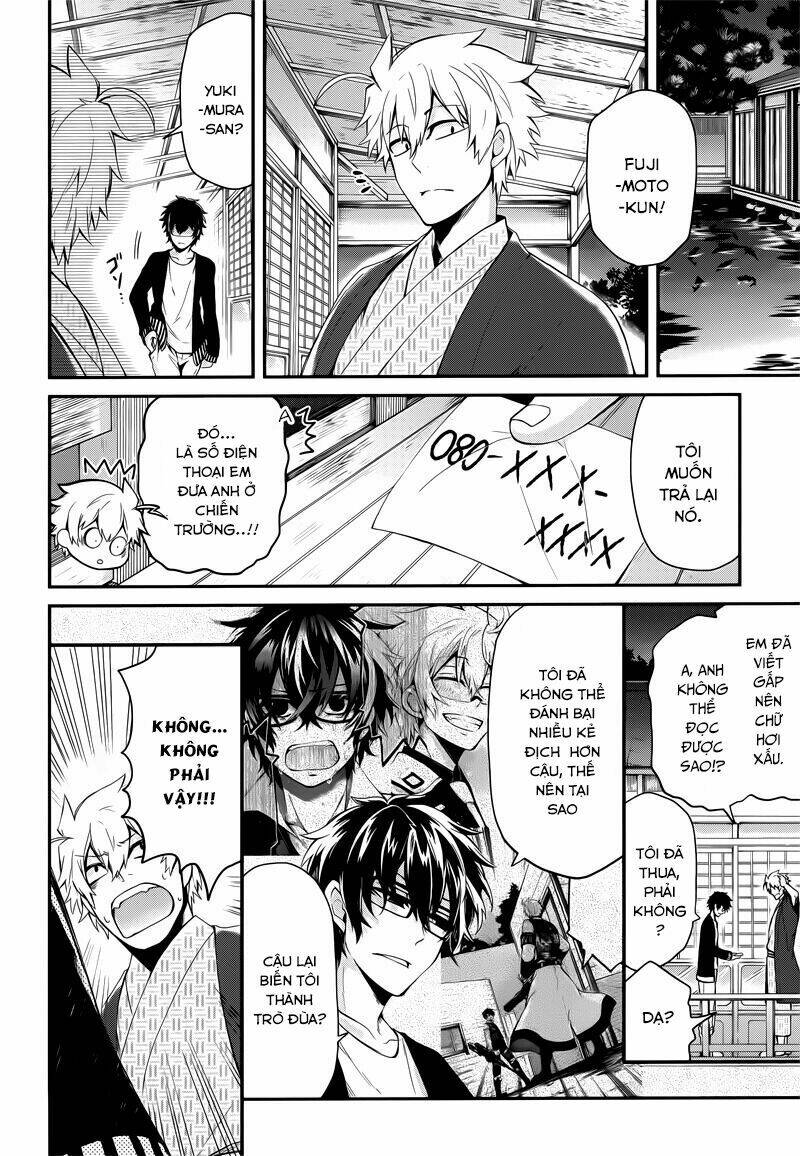 FUJI
-MOTO
-KUN!
YUKI
-MURA
-SAN?
グッ
TÔI
MUỐN
TRẢ LẠI
NÓ.
080-XXX-
XXXX
ĐÓ...
LÀ SỐ ĐIỆN
THOẠI EM
ĐƯA ANH Ở
CHIẾN
TRƯỜNG..!!
EM ĐÃ
VIẾT
GẤP NÊN
CHỮ
HƠI
XẤU.
A, ANH
KHÔNG
THỂ
ĐỌC
ĐƯỢC
SAO!?
TÔI ĐÃ
THUA,
PHẢI
KHÔNG
?
DẠ?
TÔI ĐÃ
KHÔNG THỂ
ĐÁNH BẠI
NHIỀU KẺ
ĐỊCH HƠN
CẬU, THẾ
NÊN TẠI
SAO
CẬU LẠI
BIẾN TÔI
THÀNH
TRÒ ĐÙA?
KHÔNG...
KHÔNG
PHẢI
VẬY!!!